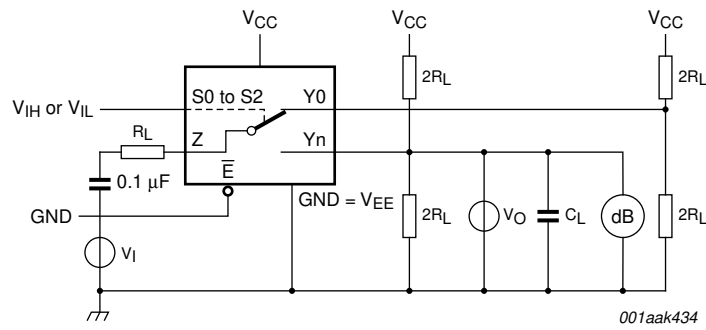 VCC VCC VCC
2RL 2RL
S0 to S2 Y0
VIH or VIL
RL Z Yn
E̅
0.1 μF
GND = VEE
GND 2RL VO CL dB 2RL
VI
001aak434